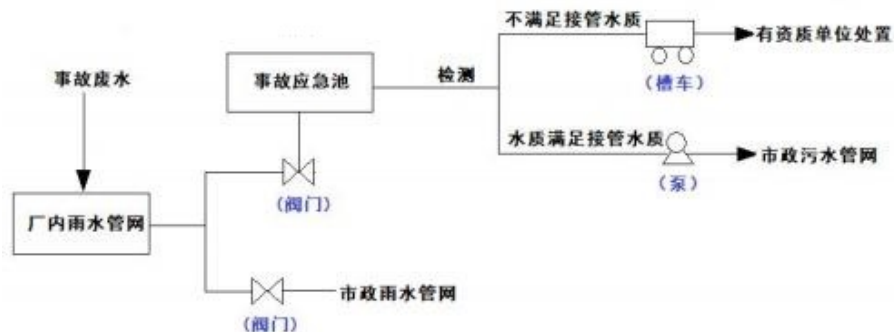 不满足接管水质
有资质单位处置
(槽车)
事故废水
事故应急池
检测
水质满足接管水质
市政污水管网
(泵)
(阀门)
厂内雨水管网
市政雨水管网
(阀门)